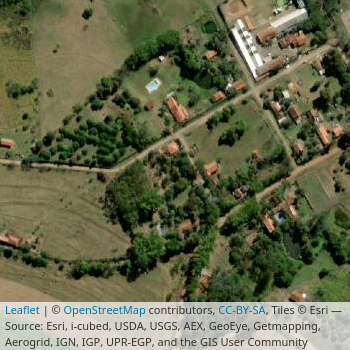 Leaflet | © OpenStreetMap contributors, CC-BY-SA, Tiles © Esri —
Source: Esri, i-cubed, USDA, USGS, AEX, GeoEye, Getmapping,
Aerogrid, IGN, IGP, UPR-EGP, and the GIS User Community